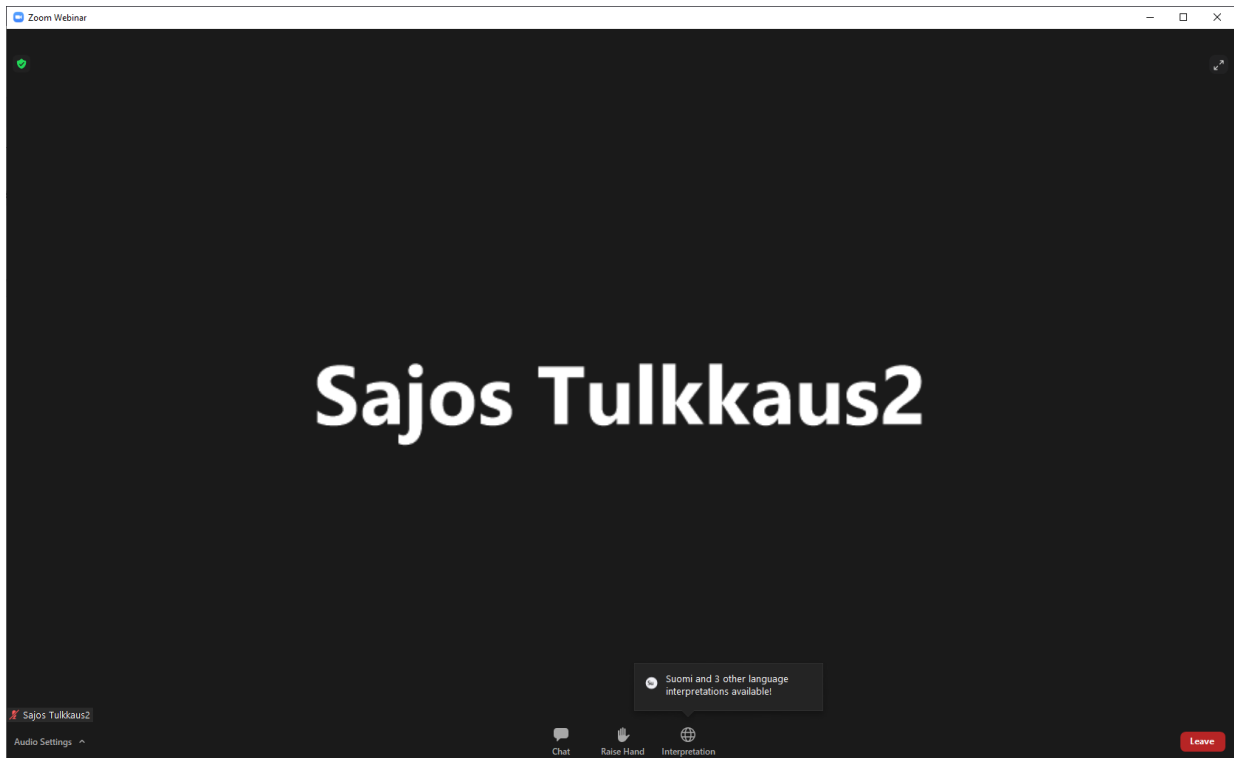 Zoom Webinar
Sajos Tulkkaus2
Suomi and 3 other language
interpretations available!
Sajos Tulkkaus2
Audio Settings
Chat
Raise Hand
Interpretation
Leave